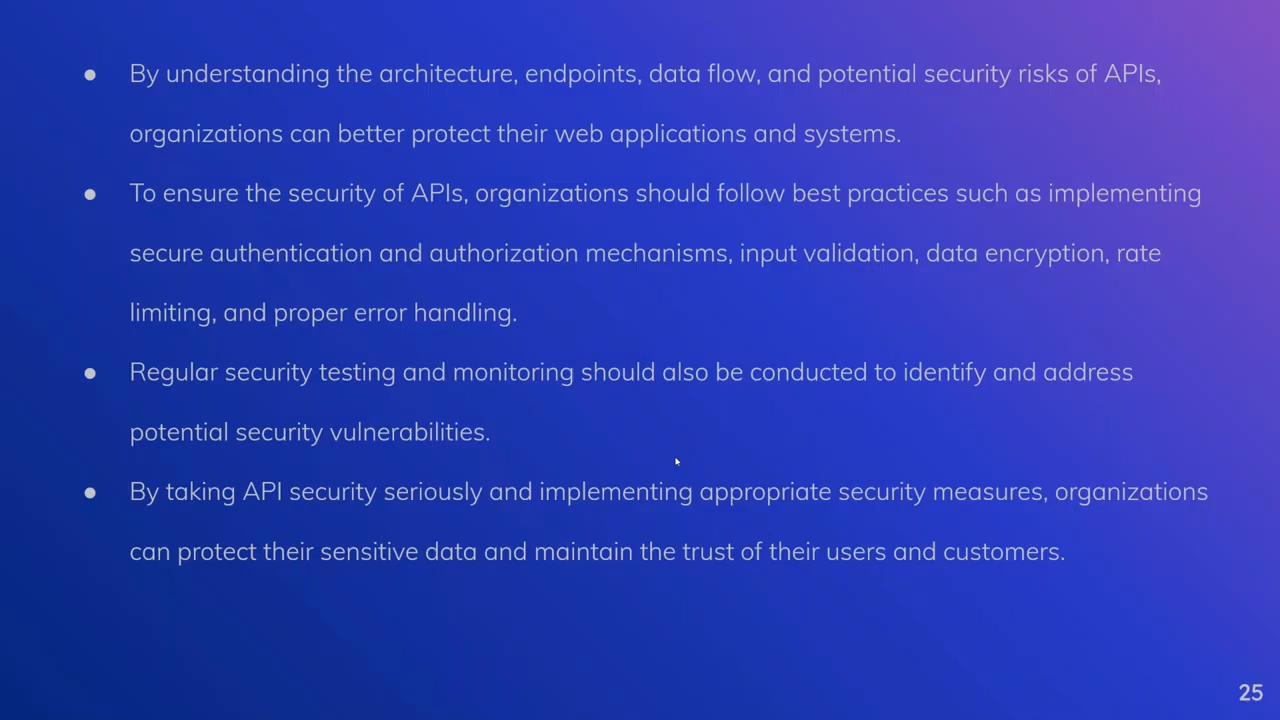 ● By understanding the architecture, endpoints, data flow, and potential security risks of APIs,
organizations can better protect their web applications and systems.
● To ensure the security of APIs, organizations should follow best practices such as implementing
secure authentication and authorization mechanisms, input validation, data encryption, rate
limiting, and proper error handling.
● Regular security testing and monitoring should also be conducted to identify and address
potential security vulnerabilities.
● By taking API security seriously and implementing appropriate security measures, organizations
can protect their sensitive data and maintain the trust of their users and customers.
25